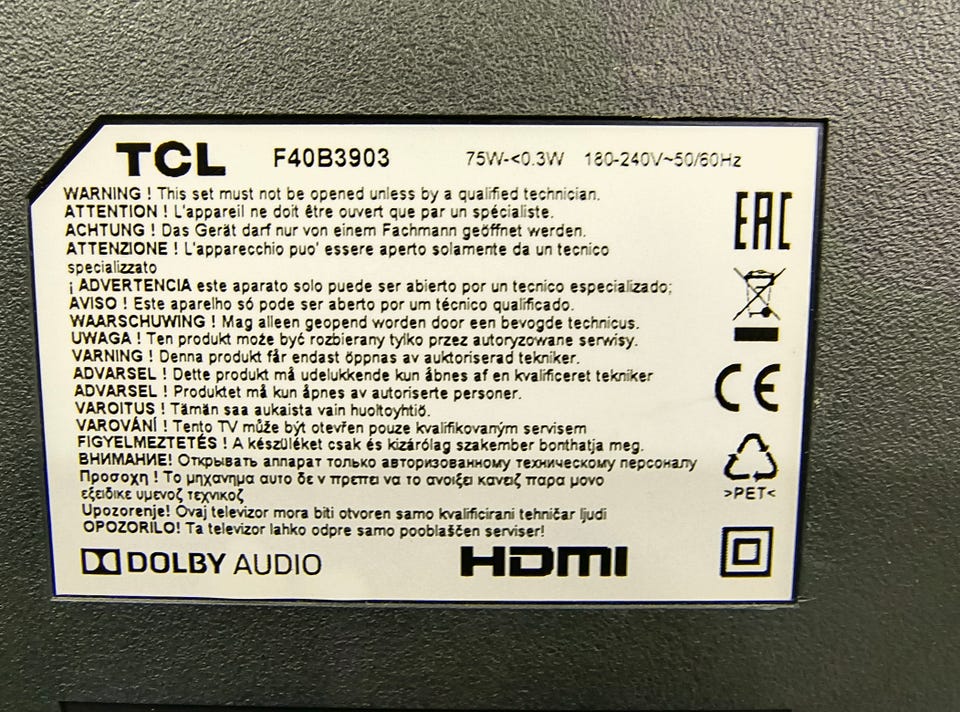 TCL F40B3903 75W-<0.3W 180-240V~50/60Hz
WARNING ! This set must not be opened unless by a qualified technician.
ATTENTION ! L'appareil ne doit être ouvert que par un spécialiste.
ACHTUNG ! Das Gerät darf nur von einem Fachmann geöffnet werden.
ATTENZIONE ! L'apparecchio puo' essere aperto solamente da un tecnico
specializzato
¡ ADVERTENCIA este aparato solo puede ser abierto por un tecnico especializado;
AVISO ! Este aparelho só pode ser aberto por um técnico qualificado.
WAARSCHUWING ! Mag alleen geopend worden door een bevogde technicus.
UWAGA ! Ten produkt może być rozbierany tylko przez autoryzowane serwisy.
VARNING ! Denna produkt får endast öppnas av auktoriserad tekniker.
ADVARSEL ! Dette produkt må udelukkende kun åbnes af en kvalificeret tekniker
ADVARSEL ! Produktet må kun åpnes av autoriserte personer.
VAROITUS ! Tämän saa aukaista vain huoltoyhtiö.
VAROVÁNÍ ! Tento TV může být otevřen pouze kvalifikovaným servisem
FIGYELMEZTETÉS ! A készüléket csak és kizárólag szakember bonthatja meg.
ВНИМАНИЕ! Открывать аппарат только авторизованному техническому персоналу
Προσοχη ! Το μηχανημα αυτο δε ν πρεπει να το ανοιξει κανειζ παρα μονο
εξειδικε υμενοζ τεχνικοζ
Upozorenje! Ovaj televizor mora biti otvoren samo kvalificirani tehničar ljudi
OPOZORILO! Ta televizor lahko odpre samo pooblaščen serviser!
DOLBY AUDIO HDMI
EAC
CE
>PET<